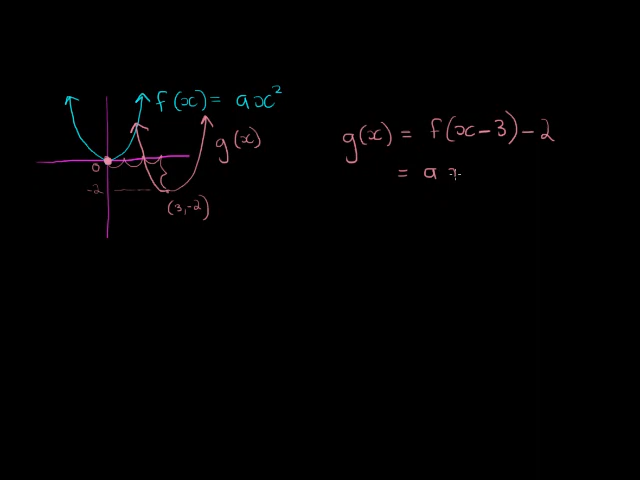 f(x) = ax²
g(x)
0
-2
(3,-2)
g(x) = f(x-3)-2
= a